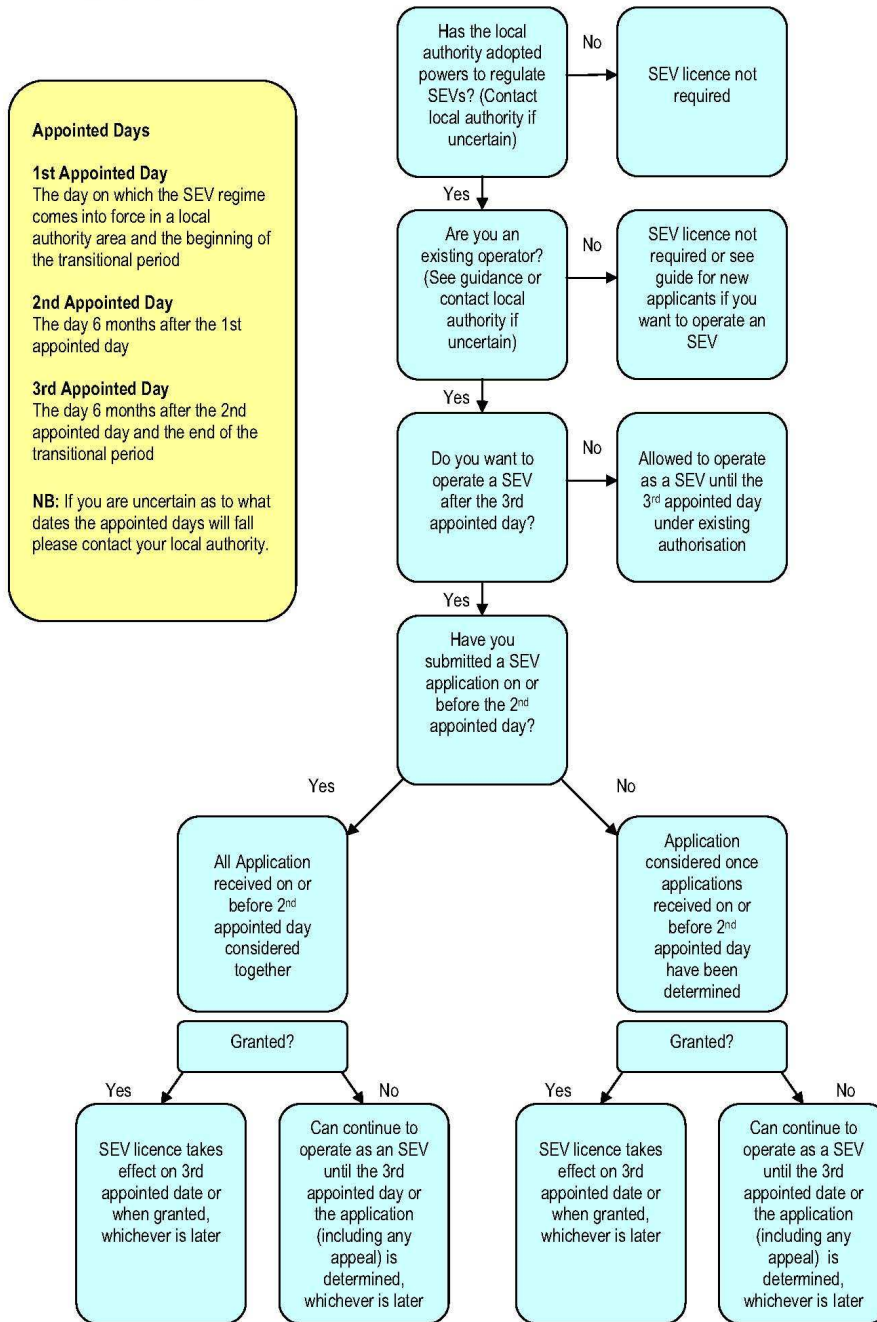 Appointed Days
1st Appointed Day
The day on which the SEV regime
comes into force in a local
authority area and the beginning of
the transitional period
2nd Appointed Day
The day 6 months after the 1st
appointed day
3rd Appointed Day
The day 6 months after the 2nd
appointed day and the end of the
transitional period
NB: If you are uncertain as to what
dates the appointed days will fall
please contact your local authority.
Has the local
authority adopted
powers to regulate
SEVs? (Contact
local authority if
uncertain)
No
SEV licence not
required
Yes
Are you an
existing operator?
(See guidance or
contact local
authority if
uncertain)
No
SEV licence not
required or see
guide for new
applicants if you
want to operate an
SEV
Yes
Do you want to
operate a SEV
after the 3rd
appointed day?
No
Allowed to operate
as a SEV until the
3rd appointed day
under existing
authorisation
Yes
Have you
submitted a SEV
application on or
before the 2nd
appointed day?
Yes
No
All Application
received on or
before 2nd
appointed day
considered
together
Application
considered once
applications
received on or
before 2nd
appointed day
have been
determined
Granted?
Granted?
Yes
No
Yes
No
SEV licence takes
effect on 3rd
appointed date or
when granted,
whichever is later
Can continue to
operate as an SEV
until the 3rd
appointed day or
the application
(including any
appeal) is
determined,
whichever is later
SEV licence takes
effect on 3rd
appointed date or
when granted,
whichever is later
Can continue to
operate as a SEV
until the 3rd
appointed date or
the application
(including any
appeal) is
determined,
whichever is later